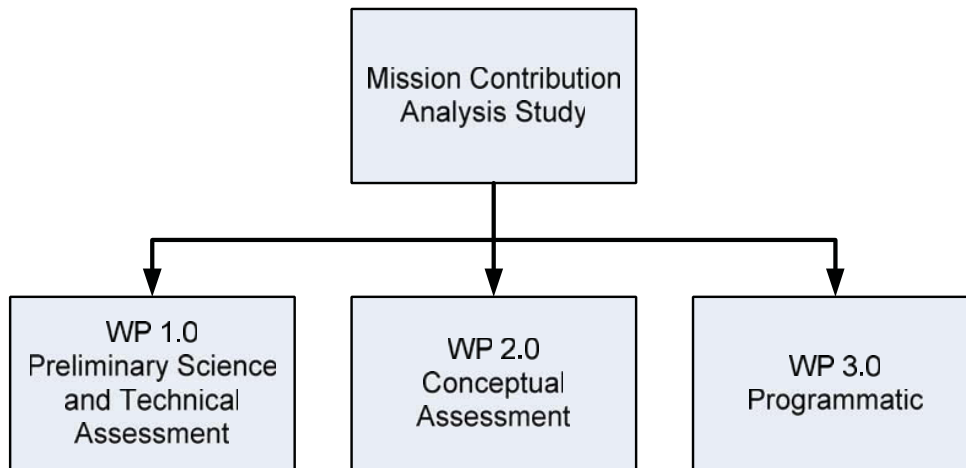 Mission Contribution
Analysis Study
WP 1.0
Preliminary Science
and Technical
Assessment
WP 2.0
Conceptual
Assessment
WP 3.0
Programmatic